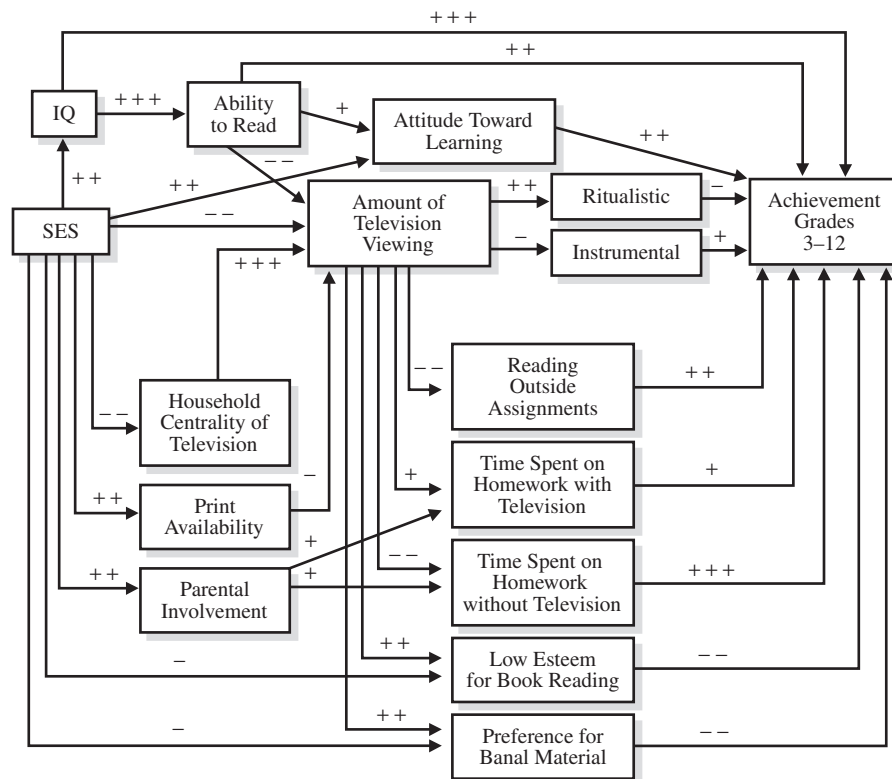 +++
++
IQ
+++
Ability
to Read
+
Attitude Toward
Learning
++
++
++
− −
SES
− −
Amount of
Television
Viewing
++
Ritualistic
−
Achievement
Grades
3–12
−
Instrumental
+
+++
− −
Household
Centrality of
Television
− −
Reading
Outside
Assignments
++
++
Print
Availability
−
+
Time Spent on
Homework with
Television
+
++
Parental
Involvement
+
+
− −
Time Spent on
Homework
without Television
+++
−
++
Low Esteem
for Book Reading
− −
−
++
Preference for
Banal Material
− −